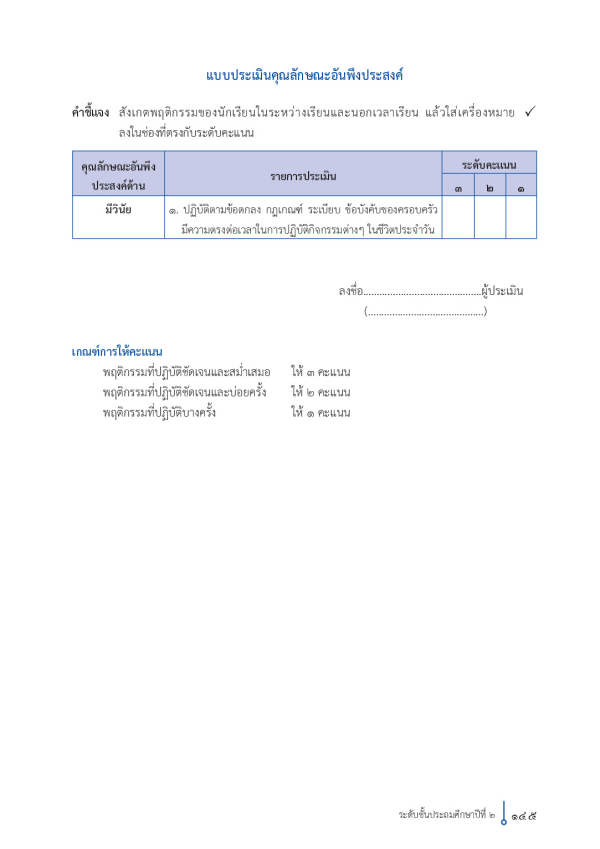 แบบประเมินคุณลักษณะอันพึงประสงค์
คำชี้แจง สังเกตพฤติกรรมของนักเรียนในระหว่างเรียนและนอกเวลาเรียน แล้วใส่เครื่องหมาย ✓
ลงในช่องที่ตรงกับระดับคะแนน
คุณลักษณะอันพึง
ประสงค์ด้าน
รายการประเมิน
ระดับคะแนน
๓ ๒ ๑
มีวินัย
๑. ปฏิบัติตามข้อตกลง กฎเกณฑ์ ระเบียบ ข้อบังคับของครอบครัว
มีความตรงต่อเวลาในการปฏิบัติกิจกรรมต่างๆ ในชีวิตประจำวัน
ลงชื่อ............................................ผู้ประเมิน
(...........................................)
เกณฑ์การให้คะแนน
พฤติกรรมที่ปฏิบัติชัดเจนและสม่ำเสมอ ให้ ๓ คะแนน
พฤติกรรมที่ปฏิบัติชัดเจนและบ่อยครั้ง ให้ ๒ คะแนน
พฤติกรรมที่ปฏิบัติบางครั้ง ให้ ๑ คะแนน
ระดับชั้นประถมศึกษาปีที่ ๒ ๑๔๕